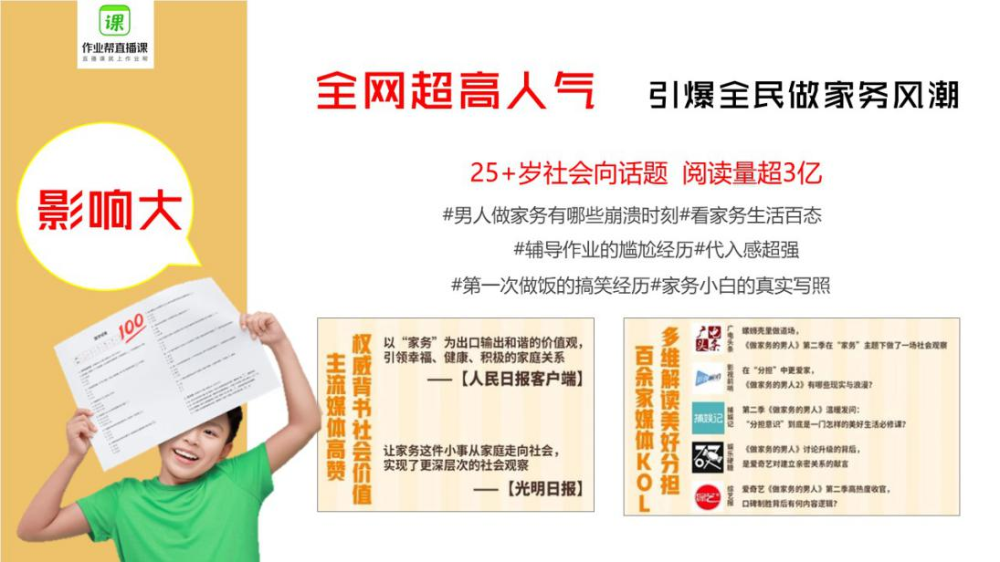 课
作业帮直播课
直播课就上作业帮
影响大
100
全网超高人气 引爆全民做家务风潮
25+岁社会向话题 阅读量超3亿
#男人做家务有哪些崩溃时刻#看家务生活百态
#辅导作业的尴尬经历#代入感超强
#第一次做饭的搞笑经历#家务小白的真实写照
权威背书社会价值
主流媒体高赞
以“家务”为出口输出和谐的价值观，
引领幸福、健康、积极的家庭关系
——【人民日报客户端】
让家务这件小事从家庭走向社会，
实现了更深层次的社会观察
——【光明日报】
多维解读美好分担
百余家媒体KOL
广电头条
螺蛳壳里做道场，
《做家务的男人》第二季在“家务”主题下做了一场社会观察
影视前哨
在“分担”中更爱家，
《做家务的男人2》有哪些现实与浪漫？
捕娱记
捕娱记
第二季《做家务的男人》温暖发问：
“分担意识”到底是一门怎样的美好生活必修课？
娱乐硬糖
《做家务的男人》讨论升级的背后，
是爱奇艺对建立亲密关系的献言
综艺报
爱奇艺《做家务的男人》第二季高热度收官，
口碑制胜背后有何内容逻辑？